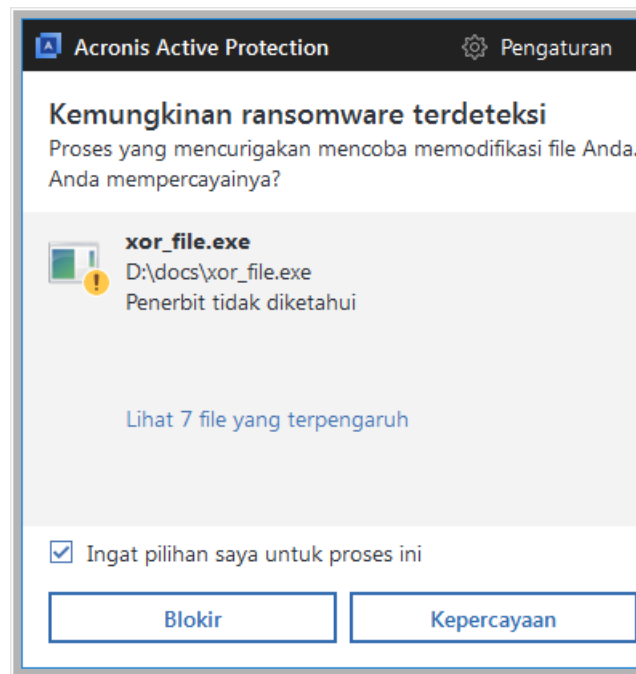 Acronis Active Protection
Pengaturan
Kemungkinan ransomware terdeteksi
Proses yang mencurigakan mencoba memodifikasi file Anda.
Anda mempercayainya?
xor_file.exe
D:\docs\xor_file.exe
Penerbit tidak diketahui
Lihat 7 file yang terpengaruh
Ingat pilihan saya untuk proses ini
Blokir
Kepercayaan